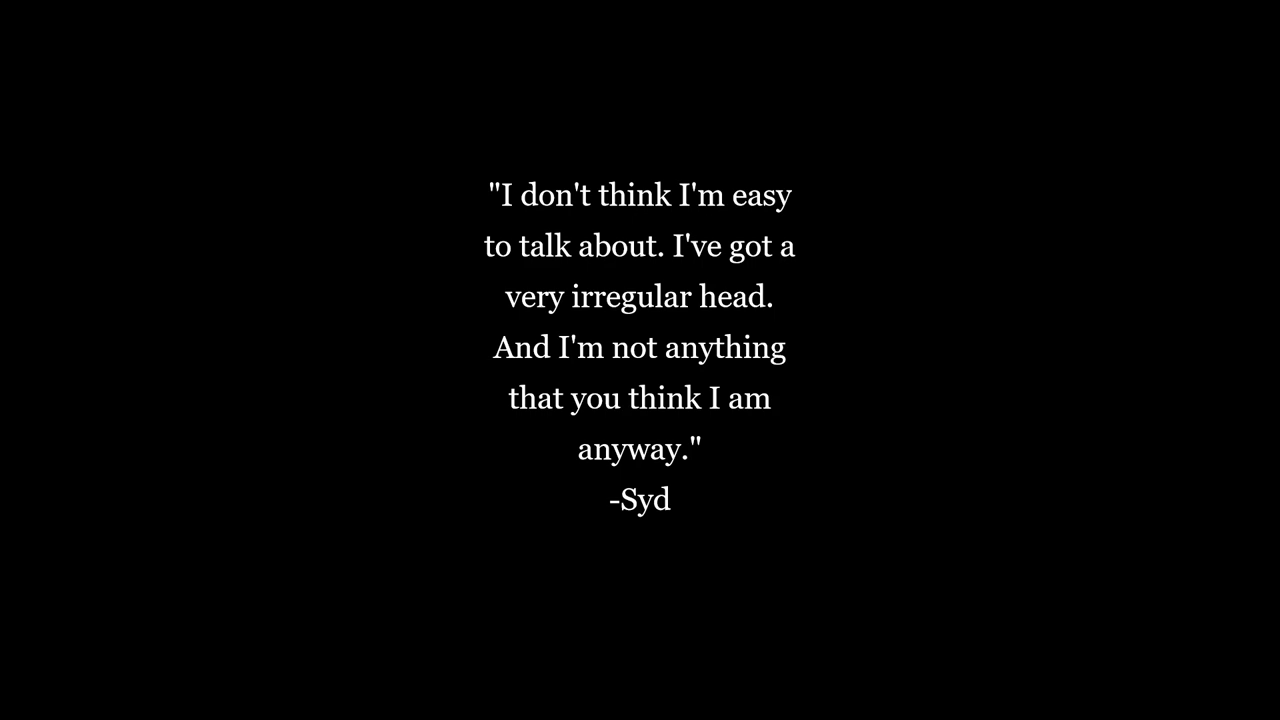 "I don't think I'm easy
to talk about. I've got a
very irregular head.
And I'm not anything
that you think I am
anyway."
-Syd